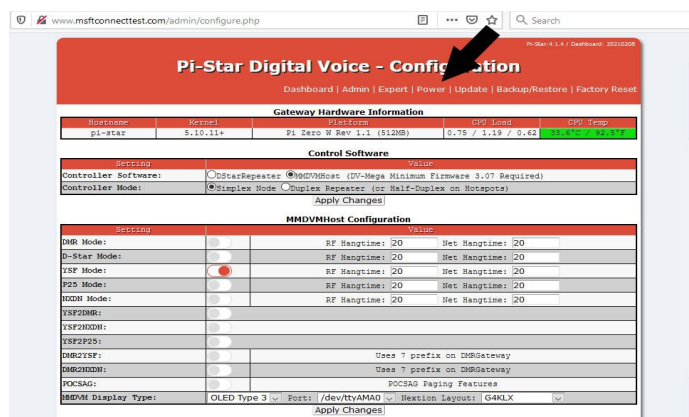 www.msftconnecttest.com/admin/configure.php
Search
Pi-Star:4.1.4 / Dashboard: 20210208
Pi-Star Digital Voice - Configuration
Dashboard | Admin | Expert | Power | Update | Backup/Restore | Factory Reset
Gateway Hardware Information
Hostname Kernel Platform CPU Load CPU Temp
pi-star 5.10.11+ Pi Zero W Rev 1.1 (512MB) 0.75 / 1.19 / 0.62 33.6°C / 92.5°F
Control Software
Setting Value
Controller Software: DStarRepeater MMDVMHost (DV-Mega Minimum Firmware 3.07 Required)
Controller Mode: Simplex Node Duplex Repeater (or Half-Duplex on Hotspots)
Apply Changes
MMDVMHost Configuration
Setting Value
DMR Mode: RF Hangtime: 20 Net Hangtime: 20
D-Star Mode: RF Hangtime: 20 Net Hangtime: 20
YSF Mode: RF Hangtime: 20 Net Hangtime: 20
P25 Mode: RF Hangtime: 20 Net Hangtime: 20
NXDN Mode: RF Hangtime: 20 Net Hangtime: 20
YSF2DMR:
YSF2NXDN:
YSF2P25:
DMR2YSF: Uses 7 prefix on DMRGateway
DMR2NXDN: Uses 7 prefix on DMRGateway
POCSAG: POCSAG Paging Features
MMDVM Display Type: OLED Type 3 Port: /dev/ttyAMA0 Nextion Layout: G4KLX
Apply Changes